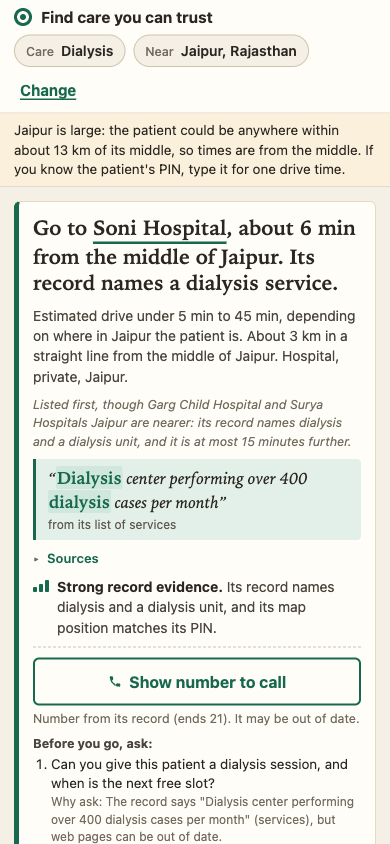 Find care you can trust
Care Dialysis
Near Jaipur, Rajasthan
Change
Jaipur is large: the patient could be anywhere within
about 13 km of its middle, so times are from the middle. If
you know the patient's PIN, type it for one drive time.
Go to Soni Hospital, about 6 min
from the middle of Jaipur. Its
record names a dialysis service.
Estimated drive under 5 min to 45 min, depending
on where in Jaipur the patient is. About 3 km in a
straight line from the middle of Jaipur. Hospital,
private, Jaipur.
Listed first, though Garg Child Hospital and Surya
Hospitals Jaipur are nearer: its record names dialysis
and a dialysis unit, and it is at most 15 minutes further.
“Dialysis center performing over 400
dialysis cases per month”
from its list of services
Sources
Strong record evidence. Its record names
dialysis and a dialysis unit, and its map
position matches its PIN.
Show number to call
Number from its record (ends 21). It may be out of date.
Before you go, ask:
1. Can you give this patient a dialysis session, and
when is the next free slot?
Why ask: The record says "Dialysis center performing
over 400 dialysis cases per month" (services), but
web pages can be out of date.